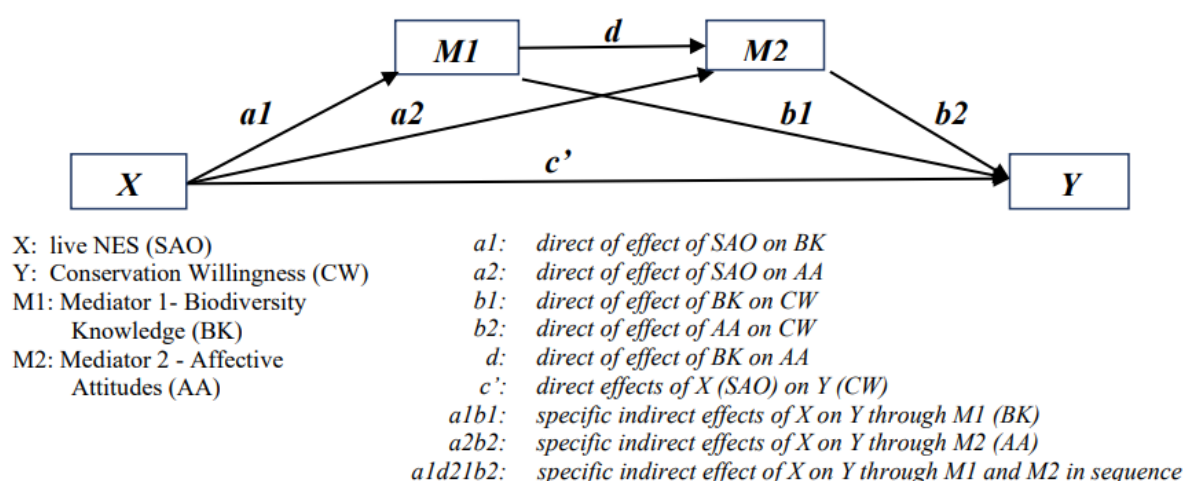 d
M1
M2
a1
a2
b1
b2
c’
X
Y
X: live NES (SAO)
Y: Conservation Willingness (CW)
M1: Mediator 1- Biodiversity
Knowledge (BK)
M2: Mediator 2 - Affective
Attitudes (AA)
a1: direct of effect of SAO on BK
a2: direct of effect of SAO on AA
b1: direct of effect of BK on CW
b2: direct of effect of AA on CW
d: direct of effect of BK on AA
c’: direct effects of X (SAO) on Y (CW)
a1b1: specific indirect effects of X on Y through M1 (BK)
a2b2: specific indirect effects of X on Y through M2 (AA)
a1d21b2: specific indirect effect of X on Y through M1 and M2 in sequence